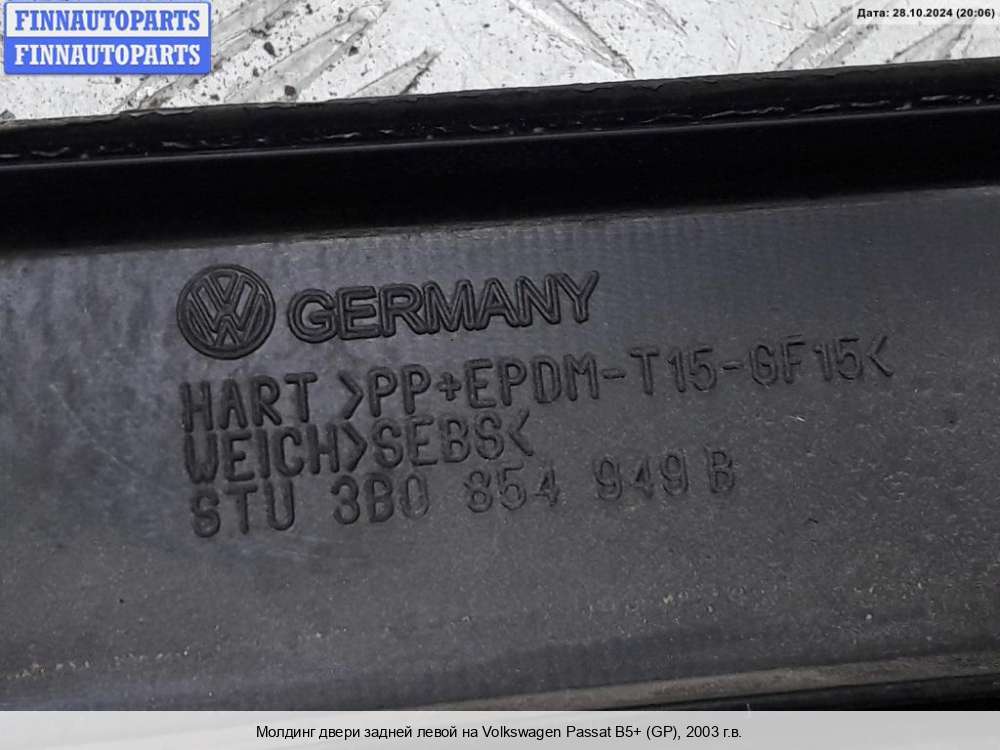 FINNAUTOPARTS
FINNAUTOPARTS
Дата: 28.10.2024 (20:06)
GERMANY
HART >PP+EPDM-T15-GF15<
WEICH>SEBS<
STU 3B0 854 949 B
Молдинг двери задней левой на Volkswagen Passat B5+ (GP), 2003 г.в.